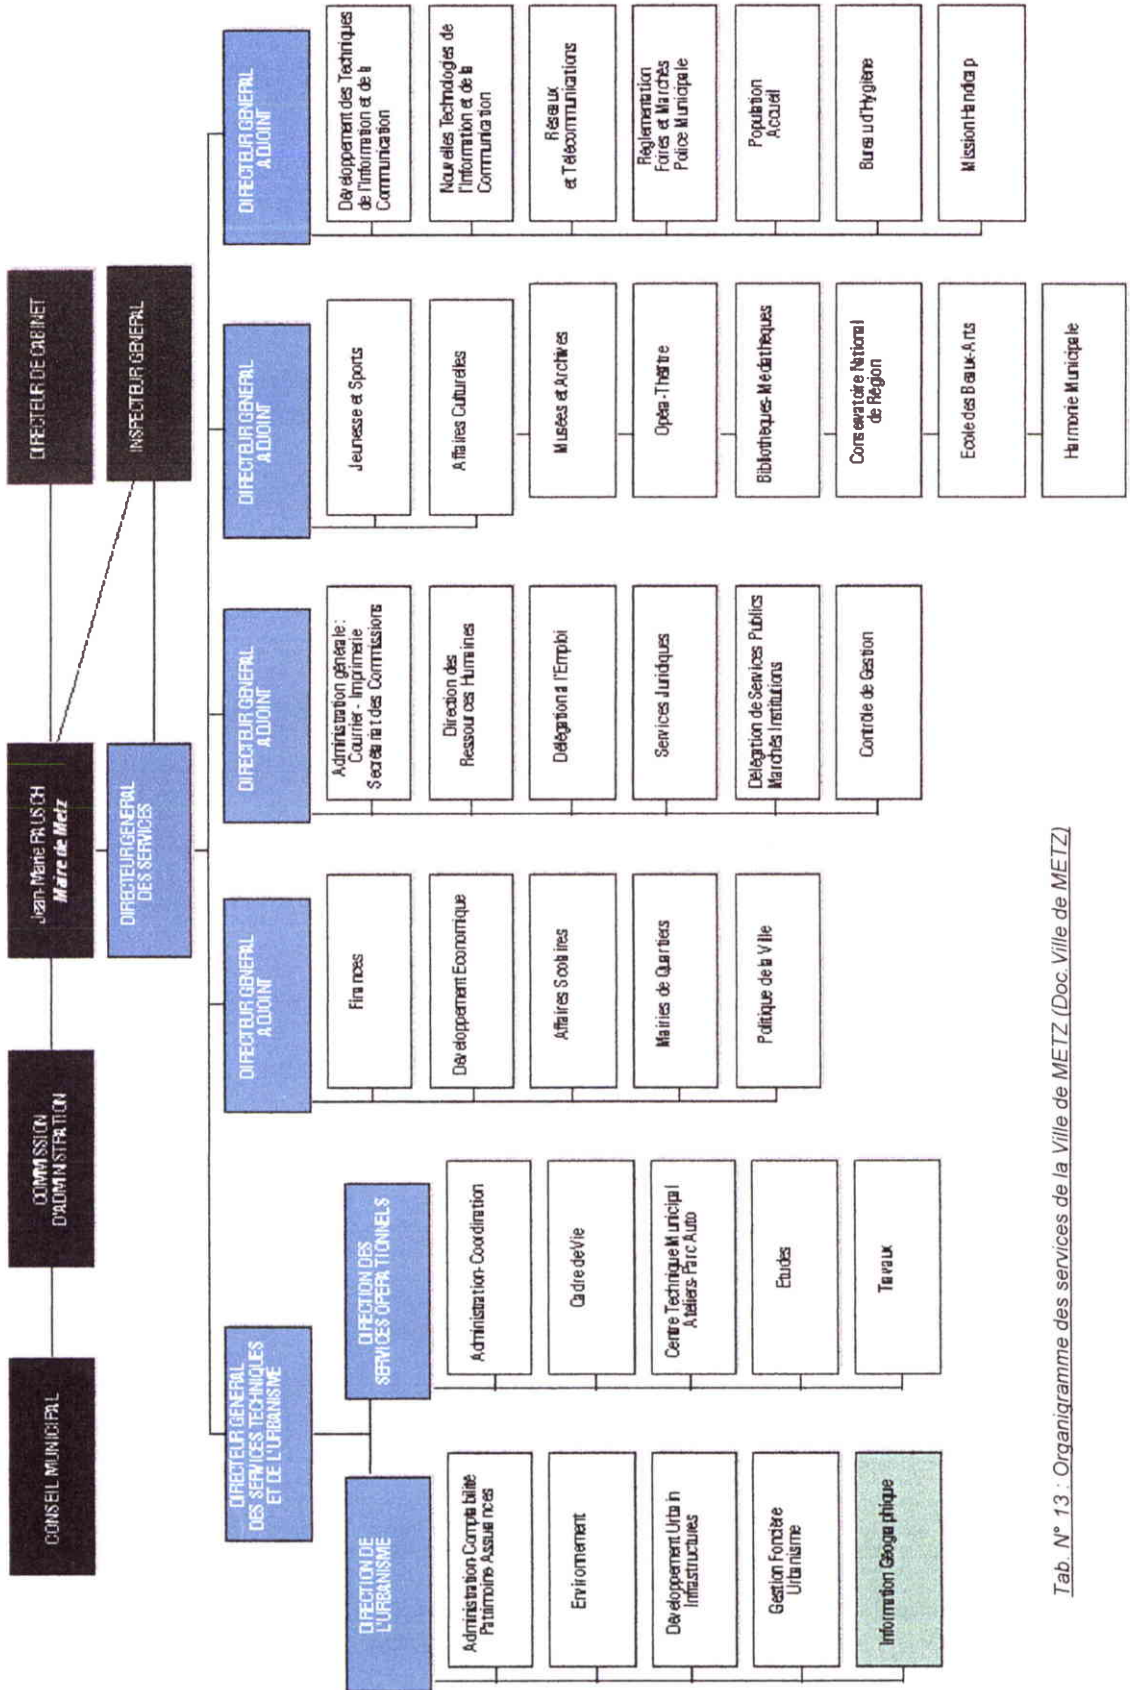 CONSEIL MUNICIPAL
COMMISSION
D'ADMINISTRATION
Jean-Marie RAUSCH
Maire de Metz
DIRECTEUR DE CABINET
DIRECTEUR GENERAL
DES SERVICES
INSPECTEUR GENERAL
DIRECTEUR GENERAL
DES SERVICES TECHNIQUES
ET DE L'URBANISME
DIRECTION DE
L'URBANISME
Administration-Comptabilité
Patrimoine Assurances
Environnement
Développement Urbain
Infrastructures
Gestion Foncière
Urbanisme
Information Géographique
DIRECTION DES
SERVICES OPERATIONNELS
Administration-Coordination
Cadre de Vie
Centre Technique Municipal
Ateliers-Parc Auto
Etudes
Travaux
DIRECTEUR GENERAL
ADJOINT
Finances
Développement Economique
Affaires Scolaires
Mairies de Quartiers
Politique de la Ville
DIRECTEUR GENERAL
ADJOINT
Administration générale :
Courrier - Imprimerie
Secrétariat des Commissions
Direction des
Ressources Humaines
Délégation à l'Emploi
Services Juridiques
Délégation de Services Publics
Marchés Institutions
Contrôle de Gestion
DIRECTEUR GENERAL
ADJOINT
Jeunesse et Sports
Affaires Culturelles
Musées et Archives
Opéra-Théâtre
Bibliothèques-Médiathèques
Conservatoire National
de Région
Ecole des Beaux-Arts
Harmonie Municipale
DIRECTEUR GENERAL
ADJOINT
Développement des Techniques
de l'Information et de la
Communication
Nouvelles Technologies de
l'Information et de la
Communication
Réseaux
et Télécommunications
Réglementation
Foires et Marchés
Police Municipale
Population
Accueil
Bureau d'Hygiène
Mission Handicap
Tab. N° 13 : Organigramme des services de la Ville de METZ (Doc. Ville de METZ)